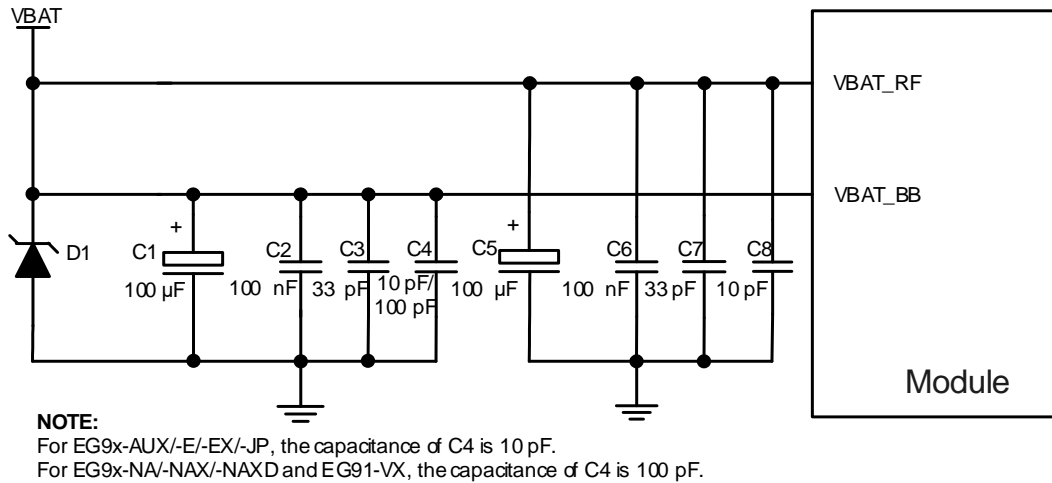 VBAT
VBAT_RF
VBAT_BB
+
+
D1
C1
C2
C3
C4
C5
C6
C7
C8
100 µF
100 nF
33 pF
10 pF/
100 pF
100 µF
100 nF
33 pF
10 pF
Module
NOTE:
For EG9x-AUX/-E/-EX/-JP, the capacitance of C4 is 10 pF.
For EG9x-NA/-NAX/-NAXD and EG91-VX, the capacitance of C4 is 100 pF.